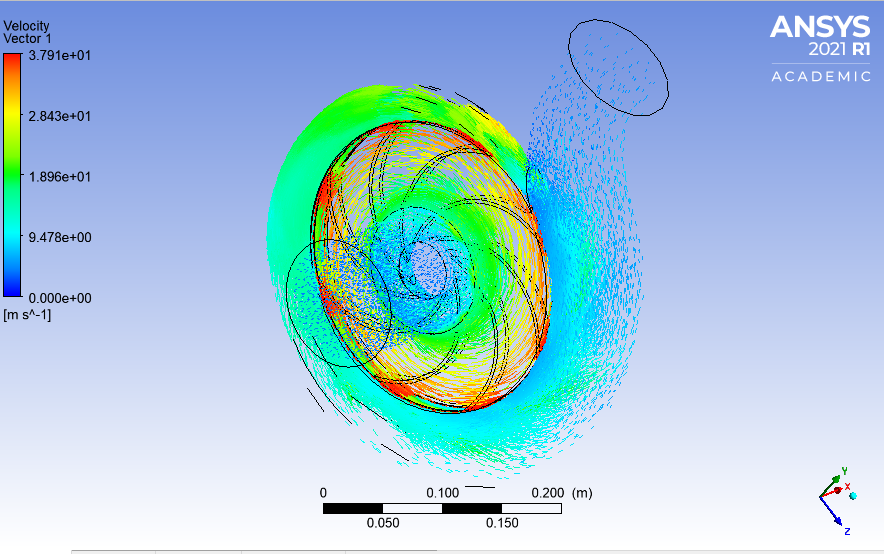 Velocity
Vector 1
3.791e+01
2.843e+01
1.896e+01
9.478e+00
0.000e+00
[m s^-1]
ANSYS
2021 R1
ACADEMIC
0 0.100 0.200 (m)
0.050 0.150
Y
X
Z